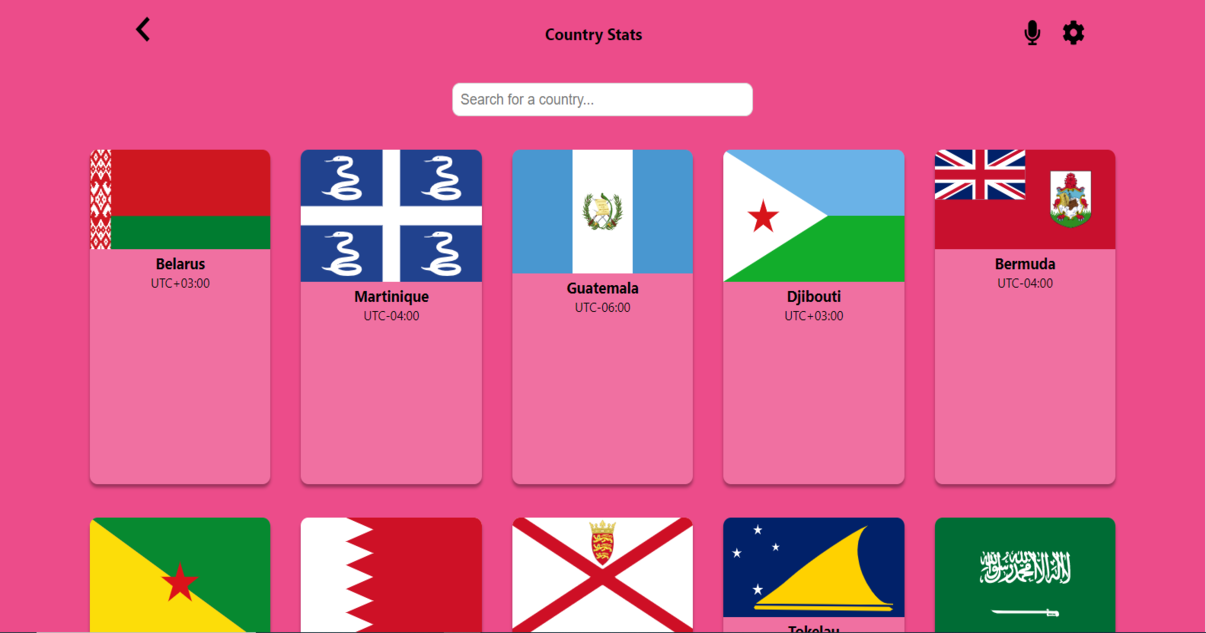 Country Stats
Search for a country...
Belarus
UTC+03:00
Martinique
UTC-04:00
Guatemala
UTC-06:00
Djibouti
UTC+03:00
Bermuda
UTC-04:00
Tokelau